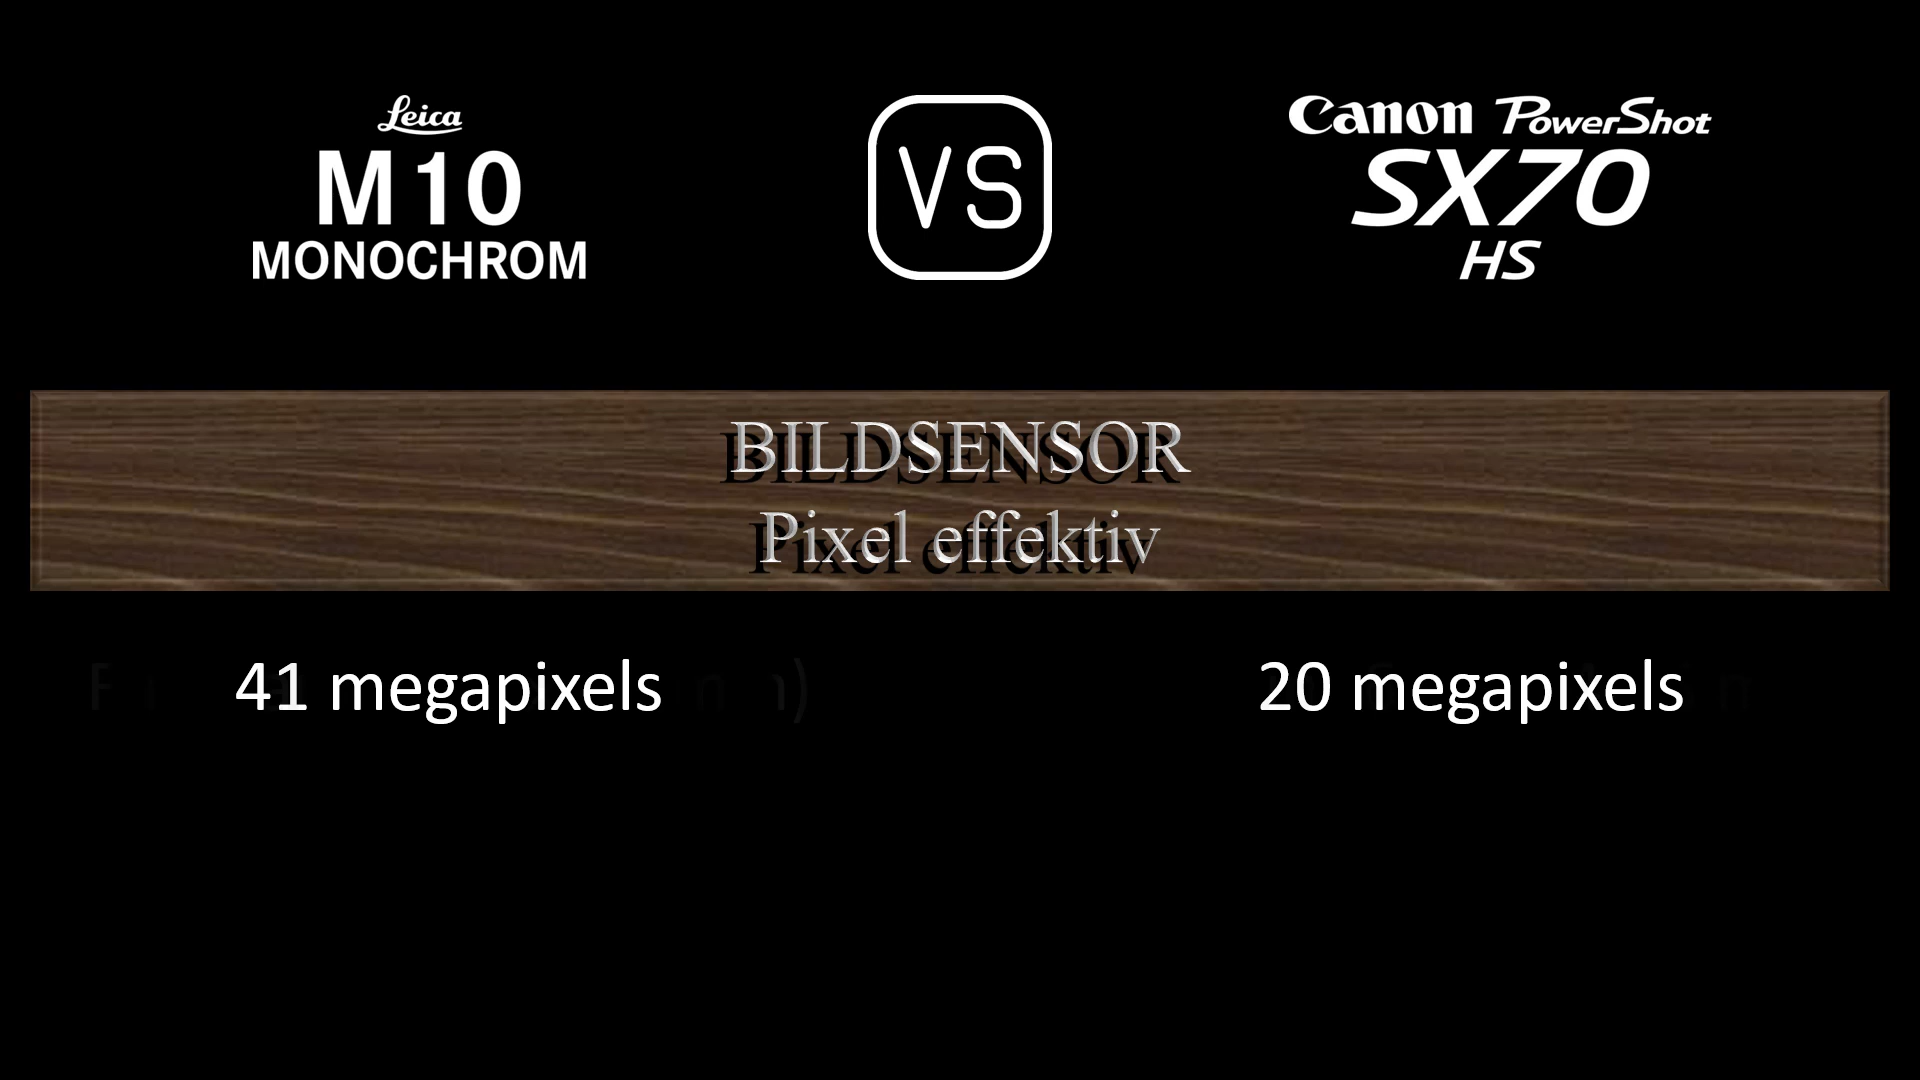 Leica
M10
MONOCHROM
VS
Canon PowerShot
SX70
HS
BILDSENSOR
Pixel effektiv
41 megapixels
20 megapixels